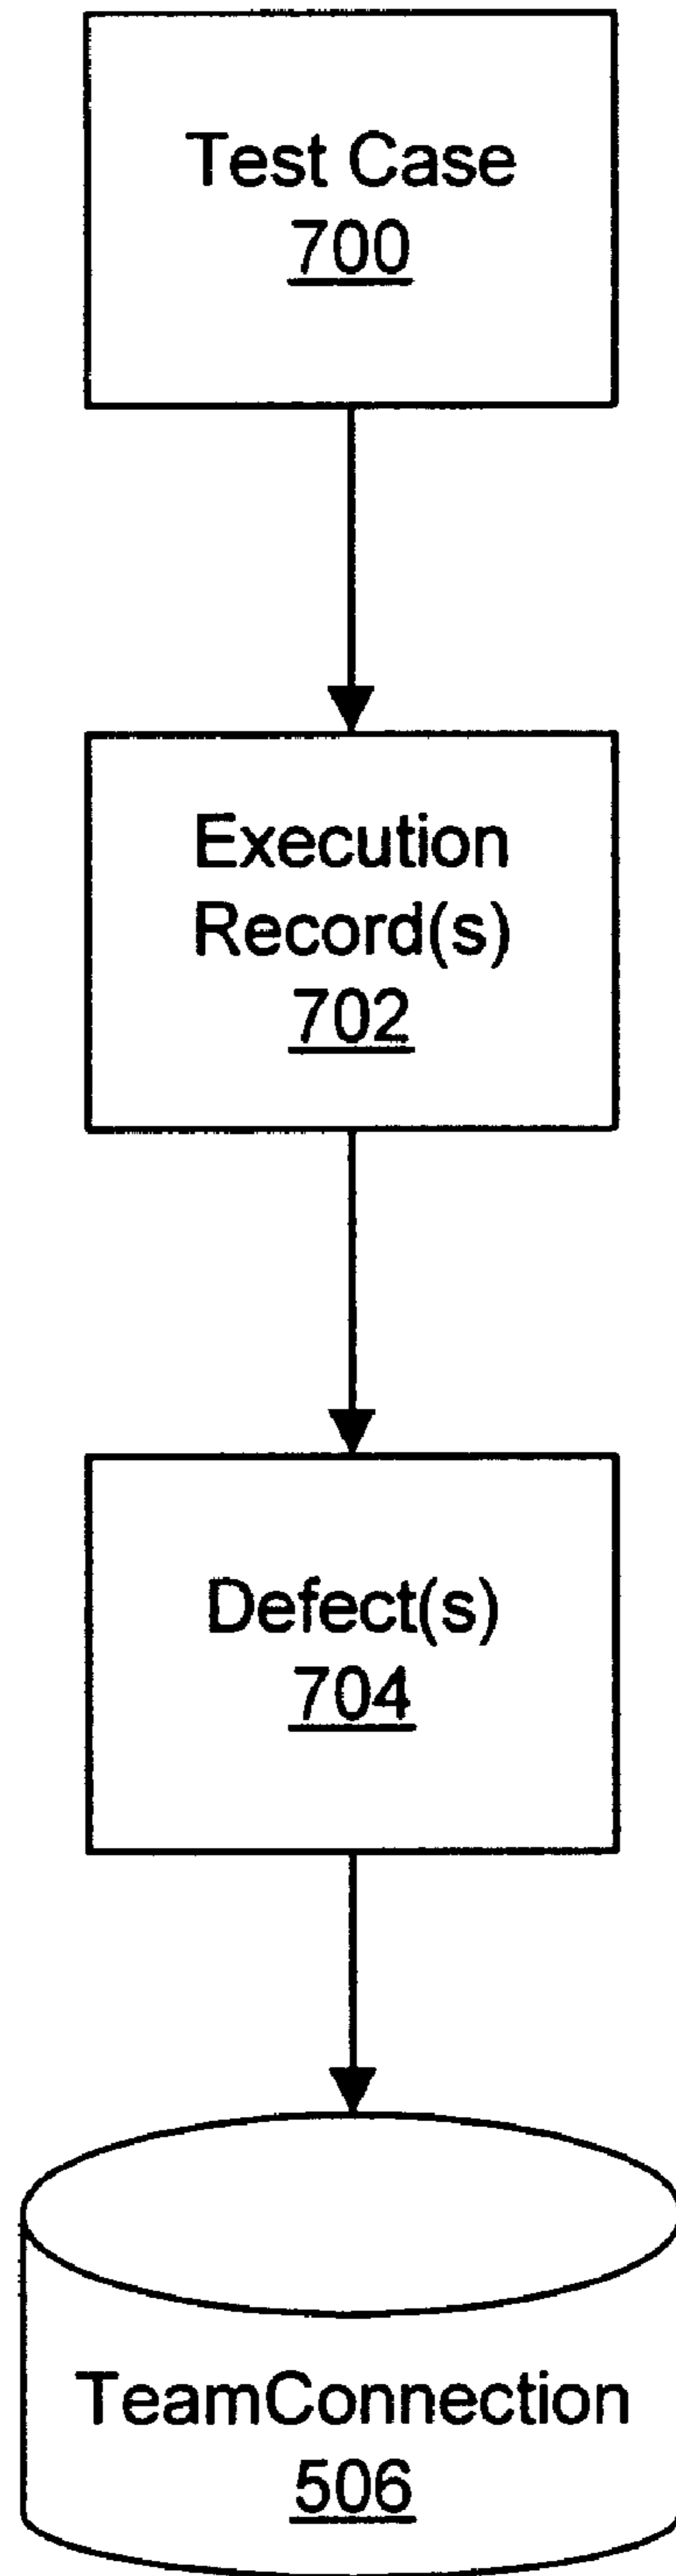 Test Case
700
Execution
Record(s)
702
Defect(s)
704
TeamConnection
506